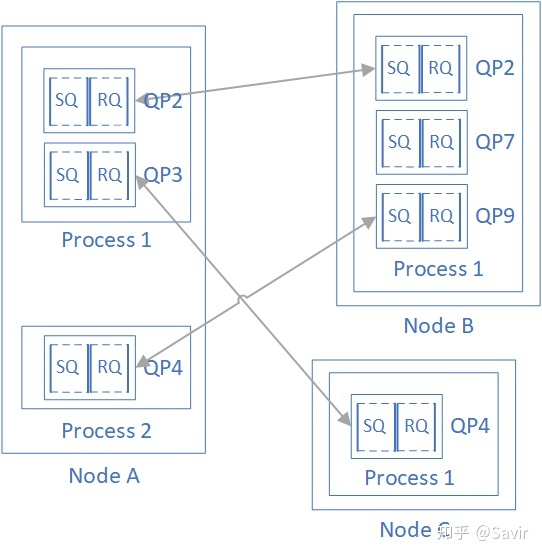 SQ RQ QP2
SQ RQ QP3
Process 1
SQ RQ QP4
Process 2
Node A
SQ RQ QP2
SQ RQ QP7
SQ RQ QP9
Process 1
Node B
SQ RQ QP4
Process 1
Node C
知乎 @Savir